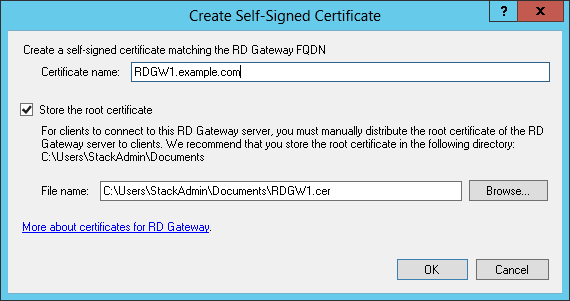 Create Self-Signed Certificate
?
X
Create a self-signed certificate matching the RD Gateway FQDN
Certificate name: RDGW1.example.com
Store the root certificate
For clients to connect to this RD Gateway server, you must manually distribute the root certificate of the RD
Gateway server to clients. We recommend that you store the root certificate in the following directory:
C:\Users\StackAdmin\Documents
File name: C:\Users\StackAdmin\Documents\RDGW1.cer Browse...
More about certificates for RD Gateway.
OK Cancel